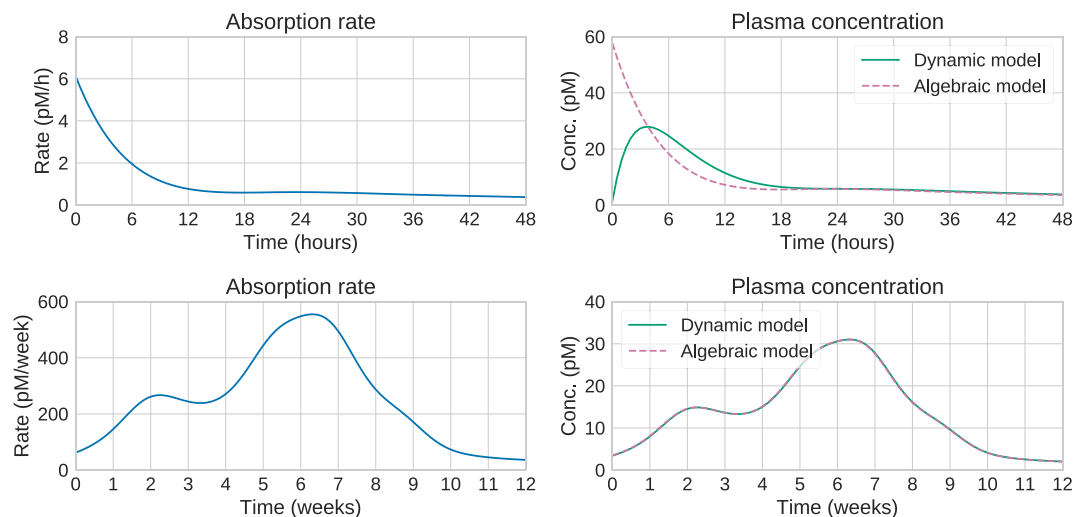 Absorption rate
Rate (pM/h)
8
6
4
2
0
0 6 12 18 24 30 36 42 48
Time (hours)
Plasma concentration
Conc. (pM)
60
40
20
0
Dynamic model
Algebraic model
0 6 12 18 24 30 36 42 48
Time (hours)
Absorption rate
Rate (pM/week)
600
400
200
0
0 1 2 3 4 5 6 7 8 9 10 11 12
Time (weeks)
Plasma concentration
Conc. (pM)
40
30
20
10
0
Dynamic model
Algebraic model
0 1 2 3 4 5 6 7 8 9 10 11 12
Time (weeks)